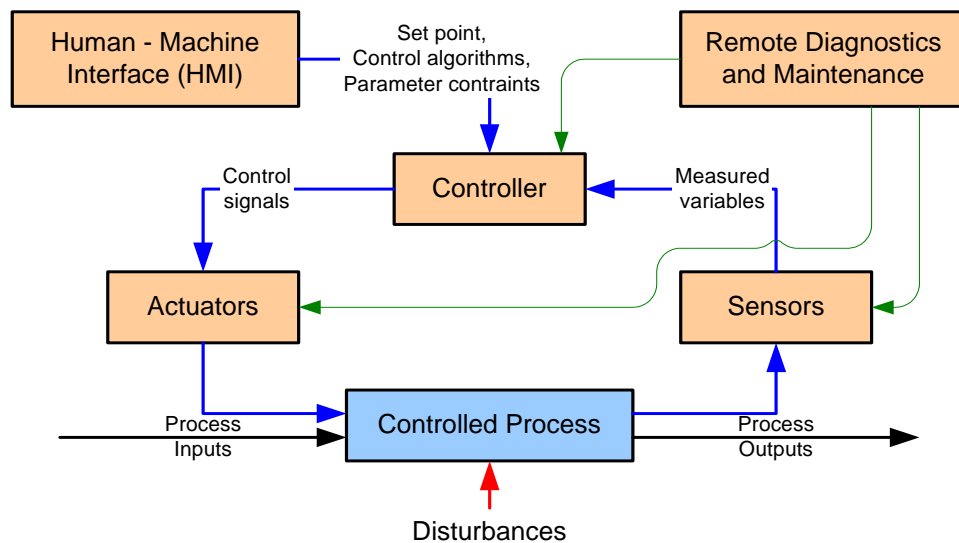 Human - Machine
Interface (HMI)
Set point,
Control algorithms,
Parameter contraints
Remote Diagnostics
and Maintenance
Control
signals
Controller
Measured
variables
Actuators
Sensors
Process
Inputs
Controlled Process
Process
Outputs
Disturbances